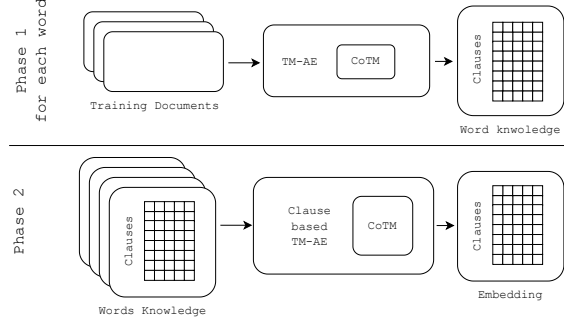 Phase 1
for each word
Training Documents
TM-AE
CoTM
Clauses
Word knwoledge
Phase 2
Clauses
Words Knowledge
Clause
based
TM-AE
CoTM
Clauses
Embedding